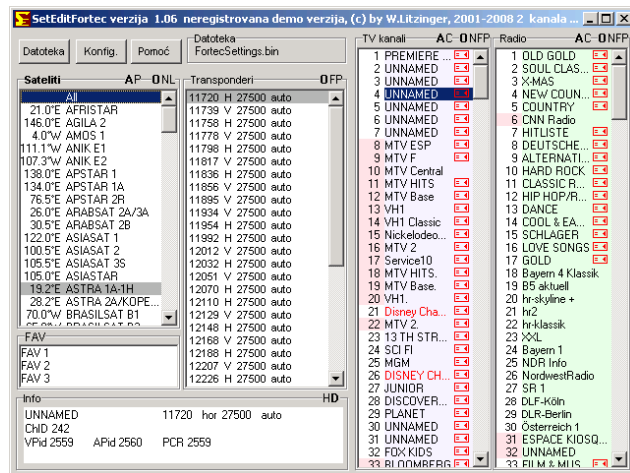 SetEditFortec verzija 1.06 neregistrovana demo verzija, (c) by W.Litzinger, 2001-2008 2 kanala ...
Datoteka
Konfig.
Pomoć
Datoteka
FortecSettings.bin
Sateliti AP ONL
All
21.0°E AFRISTAR
146.0°E AGILA 2
4.0°W AMOS 1
111.1°W ANIK E1
107.3°W ANIK E2
138.0°E APSTAR 1
134.0°E APSTAR 1A
76.5°E APSTAR 2R
26.0°E ARABSAT 2A/3A
30.5°E ARABSAT 2B
122.0°E ASIASAT 1
100.5°E ASIASAT 2
105.5°E ASIASAT 3S
105.0°E ASIASTAR
19.2°E ASTRA 1A-1H
28.2°E ASTRA 2A/KOPE...
70.0°W BRASILSAT B1
FAV
FAV 1
FAV 2
FAV 3
Transponderi OFP
11720 H 27500 auto
11739 V 27500 auto
11758 H 27500 auto
11778 V 27500 auto
11798 H 27500 auto
11817 V 27500 auto
11836 H 27500 auto
11856 V 27500 auto
11895 V 27500 auto
11934 V 27500 auto
11954 H 27500 auto
11992 H 27500 auto
12012 V 27500 auto
12032 H 27500 auto
12051 V 27500 auto
12070 H 27500 auto
12110 H 27500 auto
12129 V 27500 auto
12148 H 27500 auto
12168 V 27500 auto
12188 H 27500 auto
12207 V 27500 auto
12226 H 27500 auto
Info HD
UNNAMED 11720 hor 27500 auto
ChID 242
VPid 2559 APid 2560 PCR 2559
TV kanali AC ONFP
1 PREMIERE ...
2 UNNAMED
3 UNNAMED
4 UNNAMED
5 UNNAMED
6 UNNAMED
7 UNNAMED
8 MTV ESP
9 MTV F
10 MTV Central
11 MTV HITS
12 MTV Base
13 VH1
14 VH1 Classic
15 Nickelodeo...
16 MTV 2
17 Service10
18 MTV HITS.
19 MTV Base.
20 VH1.
21 Disney Cha...
22 MTV 2.
23 13 TH STR...
24 SCI FI
25 MGM
26 DISNEY CH...
27 JUNIOR
28 DISCOVER...
29 PLANET
30 UNNAMED
31 UNNAMED
32 FOX KIDS
33 BLOOMBERG
Radio AC ONFP
1 OLD GOLD
2 SOUL CLAS...
3 X-MAS
4 NEW COUN...
5 COUNTRY
6 CNN Radio
7 HITLISTE
8 DEUTSCHE...
9 ALTERNATI...
10 HARD ROCK
11 CLASSIC R...
12 HIP HOP/R...
13 DANCE
14 COOL & EA...
15 SCHLAGER
16 LOVE SONGS
17 GOLD
18 Bayern 4 Klassik
19 B5 aktuell
20 hr-skyline +
21 hr2
22 hr-klassik
23 XXL
24 Bayern 1
25 NDR Info
26 NordwestRadio
27 SR 1
28 DLF-Köln
29 DLR-Berlin
30 Österreich 1
31 ESPACE KIOSQ...
32 UNNAMED
33 FILM & MUS...